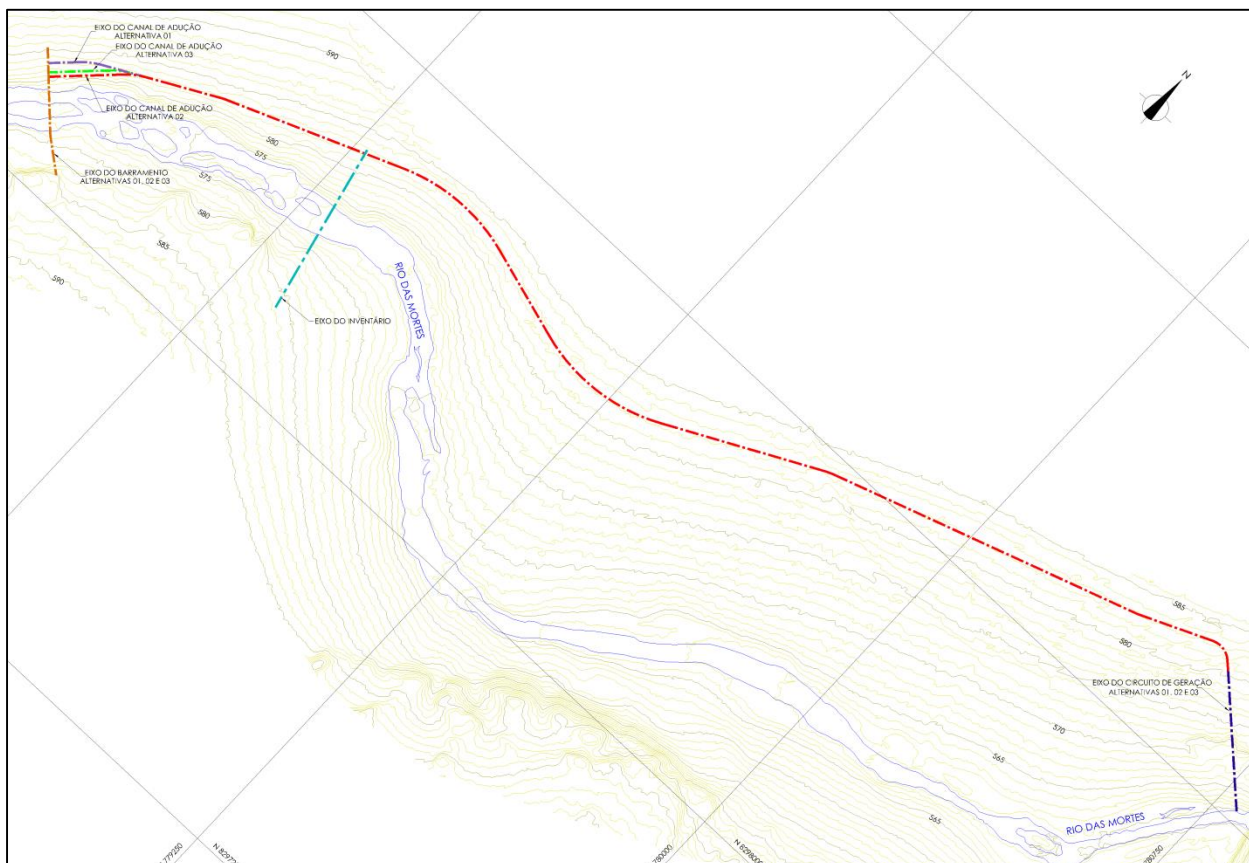 EIXO DO CANAL DE ADUÇÃO
ALTERNATIVA 01
EIXO DO CANAL DE ADUÇÃO
ALTERNATIVA 03
590
N
EIXO DO CANAL DE ADUÇÃO
ALTERNATIVA 02
580
575
EIXO DO BARRAMENTO
ALTERNATIVAS 01, 02 E 03
575
580
585
590
RIO DAS MORTES
EIXO DO INVENTÁRIO
585
580
EIXO DO CIRCUITO DE GERAÇÃO
ALTERNATIVAS 01, 02 E 03
570
565
565
RIO DAS MORTES
N 8298000